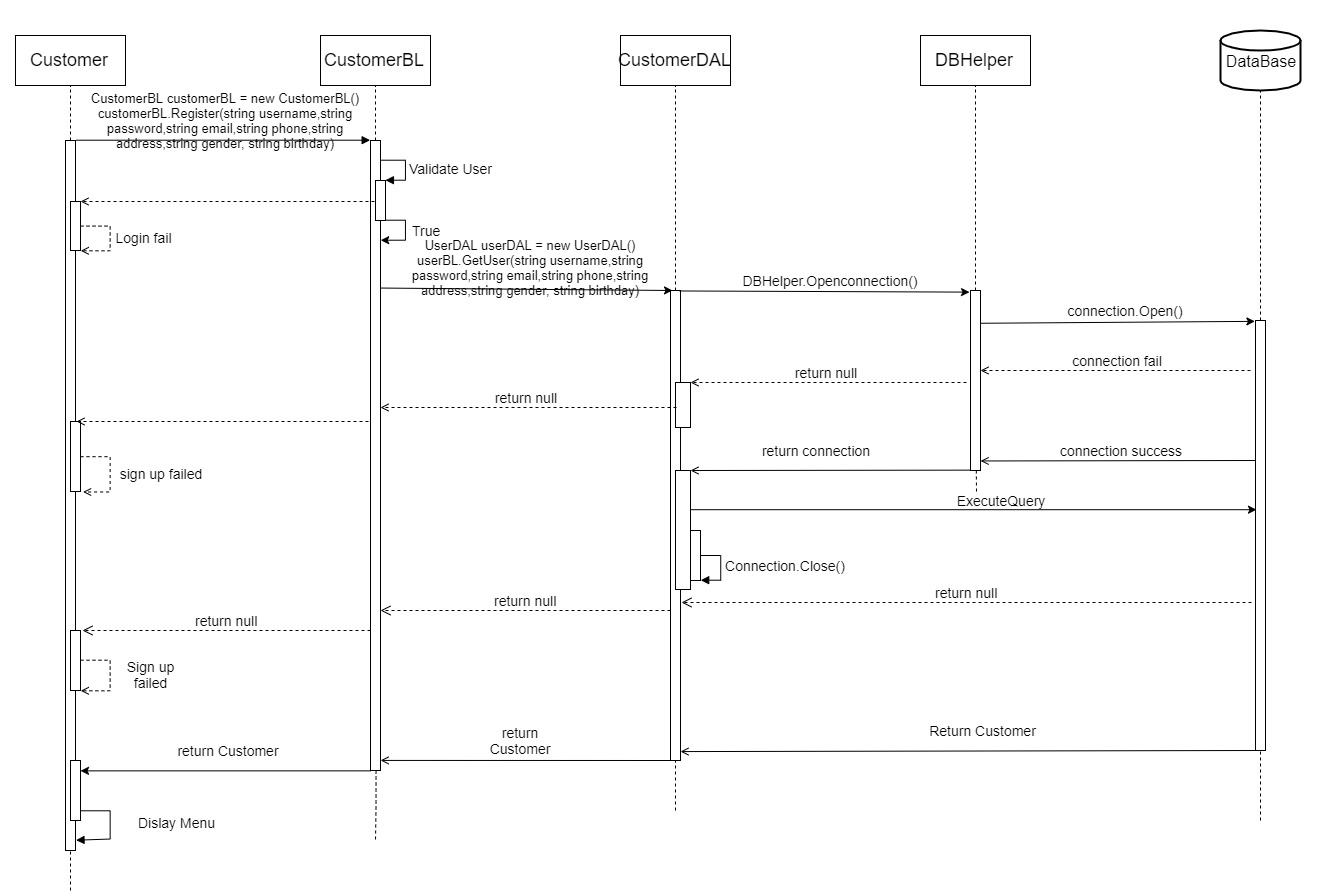 Customer
CustomerBL
CustomerDAL
DBHelper
DataBase
CustomerBL customerBL = new CustomerBL()
customerBL.Register(string username,string
password,string email,string phone,string
address,string gender, string birthday)
Validate User
Login fail
True
UserDAL userDAL = new UserDAL()
userBL.GetUser(string username,string
password,string email,string phone,string
address,string gender, string birthday)
DBHelper.Openconnection()
connection.Open()
connection fail
return null
return null
return connection
connection success
sign up failed
ExecuteQuery
Connection.Close()
return null
return null
return null
Sign up
failed
Return Customer
return
Customer
return Customer
Dislay Menu